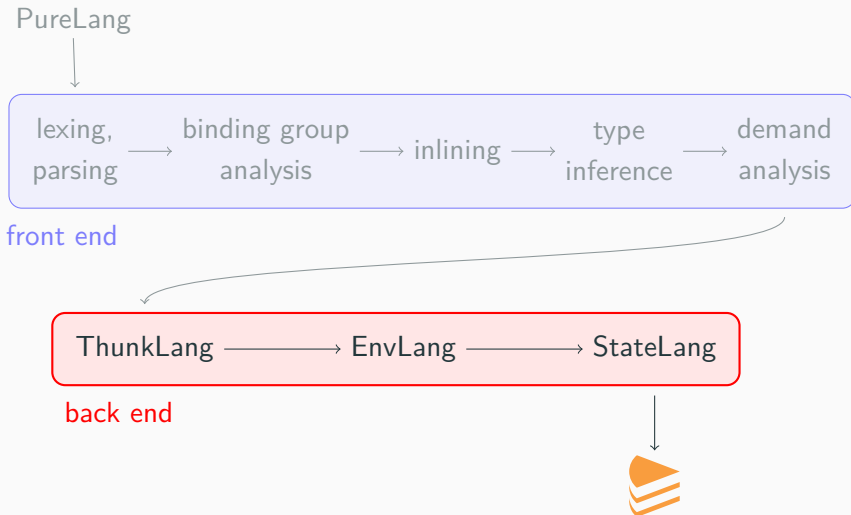 PureLang
lexing,
parsing
binding group
analysis
inlining
type
inference
demand
analysis
front end
ThunkLang
EnvLang
StateLang
back end